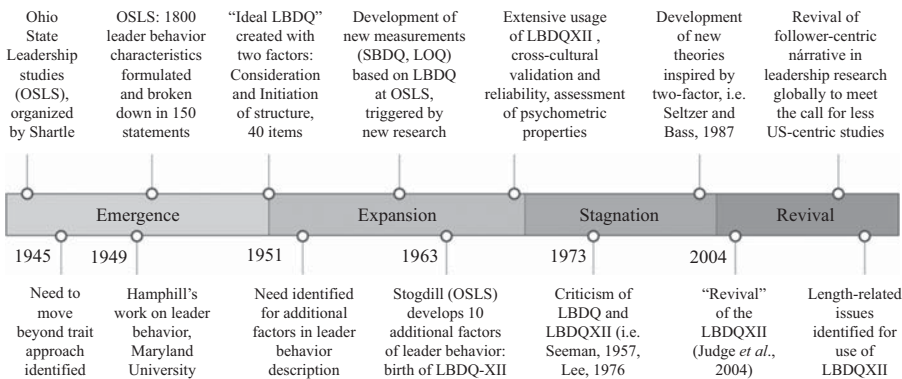 Ohio
State
Leadership
studies
(OSLS),
organized
by Shartle
OSLS: 1800
leader behavior
characteristics
formulated
and broken
down in 150
statements
“Ideal LBDQ”
created with
two factors:
Consideration
and Initiation
of structure,
40 items
Development of
new measurements
(SBDQ, LOQ)
based on LBDQ
at OSLS,
triggered by
new research
Extensive usage
of LBDQXII ,
cross-cultural
validation and
reliability, assessment
of psychometric
properties
Development
of new
theories
inspired by
two-factor, i.e.
Seltzer and
Bass, 1987
Revival of
follower-centric
nárrative in
leadership research
globally to meet
the call for less
US-centric studies
Emergence
Expansion
Stagnation
Revival
1945
1949
1951
1963
1973
2004
Need to
move
beyond trait
approach
identified
Hamphill’s
work on leader
behavior,
Maryland
University
Need identified
for additional
factors in leader
behavior
description
Stogdill (OSLS)
develops 10
additional factors
of leader behavior:
birth of LBDQ-XII
Criticism of
LBDQ and
LBDQXII (i.e.
Seeman, 1957,
Lee, 1976
“Revival”
of the
LBDQXII
(Judge et al.,
2004)
Length-related
issues
identified for
use of
LBDQXII